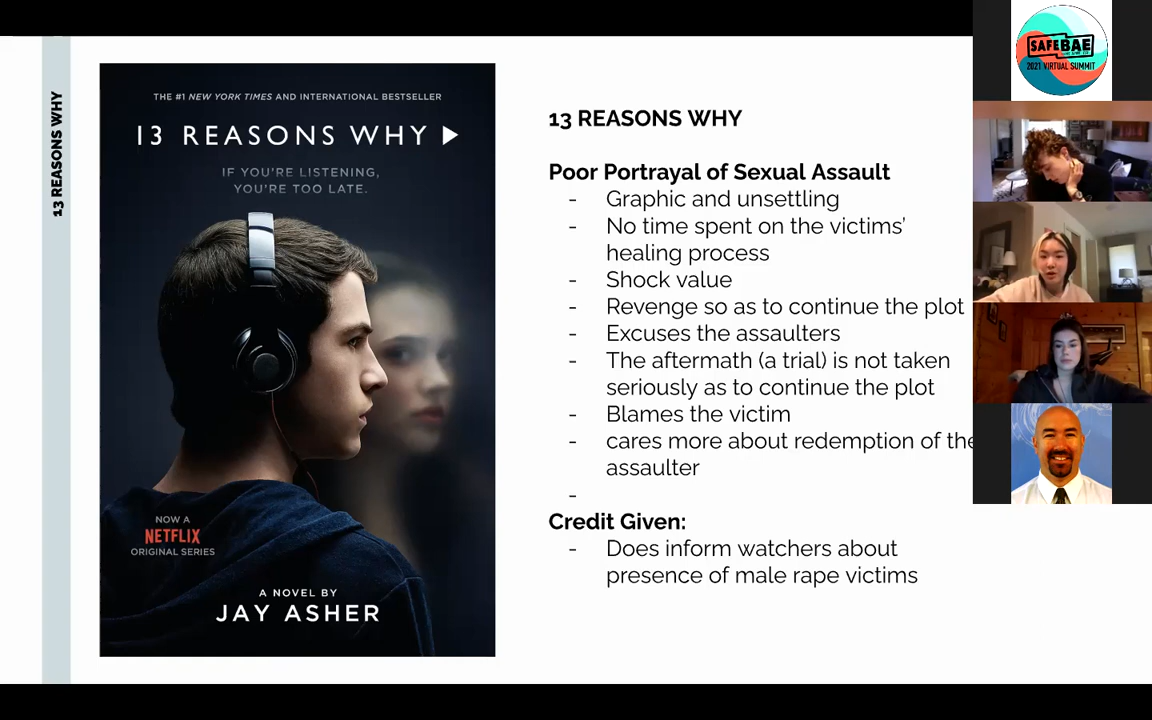 13 REASONS WHY
THE #1 NEW YORK TIMES AND INTERNATIONAL BESTSELLER
13 REASONS WHY
IF YOU'RE LISTENING,
YOU'RE TOO LATE.
NOW A
NETFLIX
ORIGINAL SERIES
A NOVEL BY
JAY ASHER
13 REASONS WHY
Poor Portrayal of Sexual Assault
- Graphic and unsettling
- No time spent on the victims'
healing process
- Shock value
- Revenge so as to continue the plot
- Excuses the assaulters
- The aftermath (a trial) is not taken
seriously as to continue the plot
- Blames the victim
- cares more about redemption of the
assaulter
-
Credit Given:
- Does inform watchers about
presence of male rape victims
SAFEBAE
2021 VIRTUAL SUMMIT